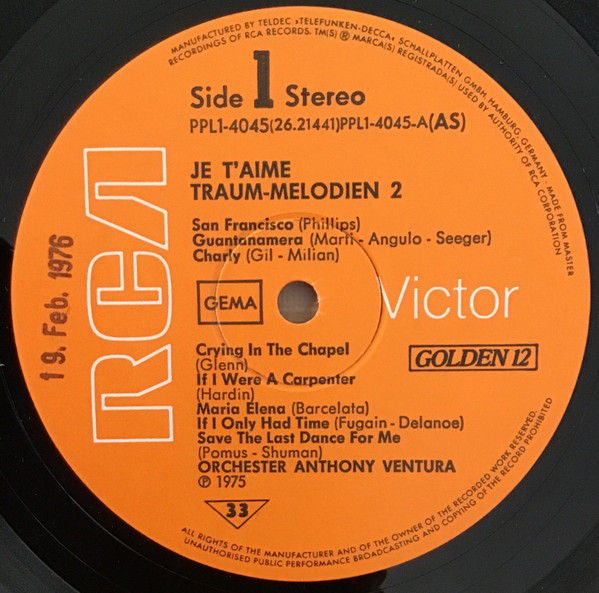 MANUFACTURED BY TELDEC »TELEFUNKEN-DECCA« SCHALLPLATTEN GMBH, HAMBURG, GERMANY · MADE FROM MASTER
RECORDINGS OF RCA RECORDS. TM(S) ® MARCA(S) REGISTRADA(S) USED BY AUTHORITY OF RCA CORPORATION
Side 1 Stereo
PPL1-4045(26.21441)PPL1-4045-A(AS)
JE T'AIME
TRAUM-MELODIEN 2
San Francisco (Phillips)
Guantanamera (Marti - Angulo - Seeger)
Charly (Gil - Milian)
RCA
19. Feb. 1976
GEMA
Victor
GOLDEN 12
Crying In The Chapel
(Glenn)
If I Were A Carpenter
(Hardin)
Maria Elena (Barcelata)
If I Only Had Time (Fugain - Delanoe)
Save The Last Dance For Me
(Pomus - Shuman)
ORCHESTER ANTHONY VENTURA
℗ 1975
33
ALL RIGHTS OF THE MANUFACTURER AND OF THE OWNER OF THE RECORDED WORK RESERVED.
UNAUTHORISED PUBLIC PERFORMANCE BROADCASTING AND COPYING OF THE RECORD PROHIBITED